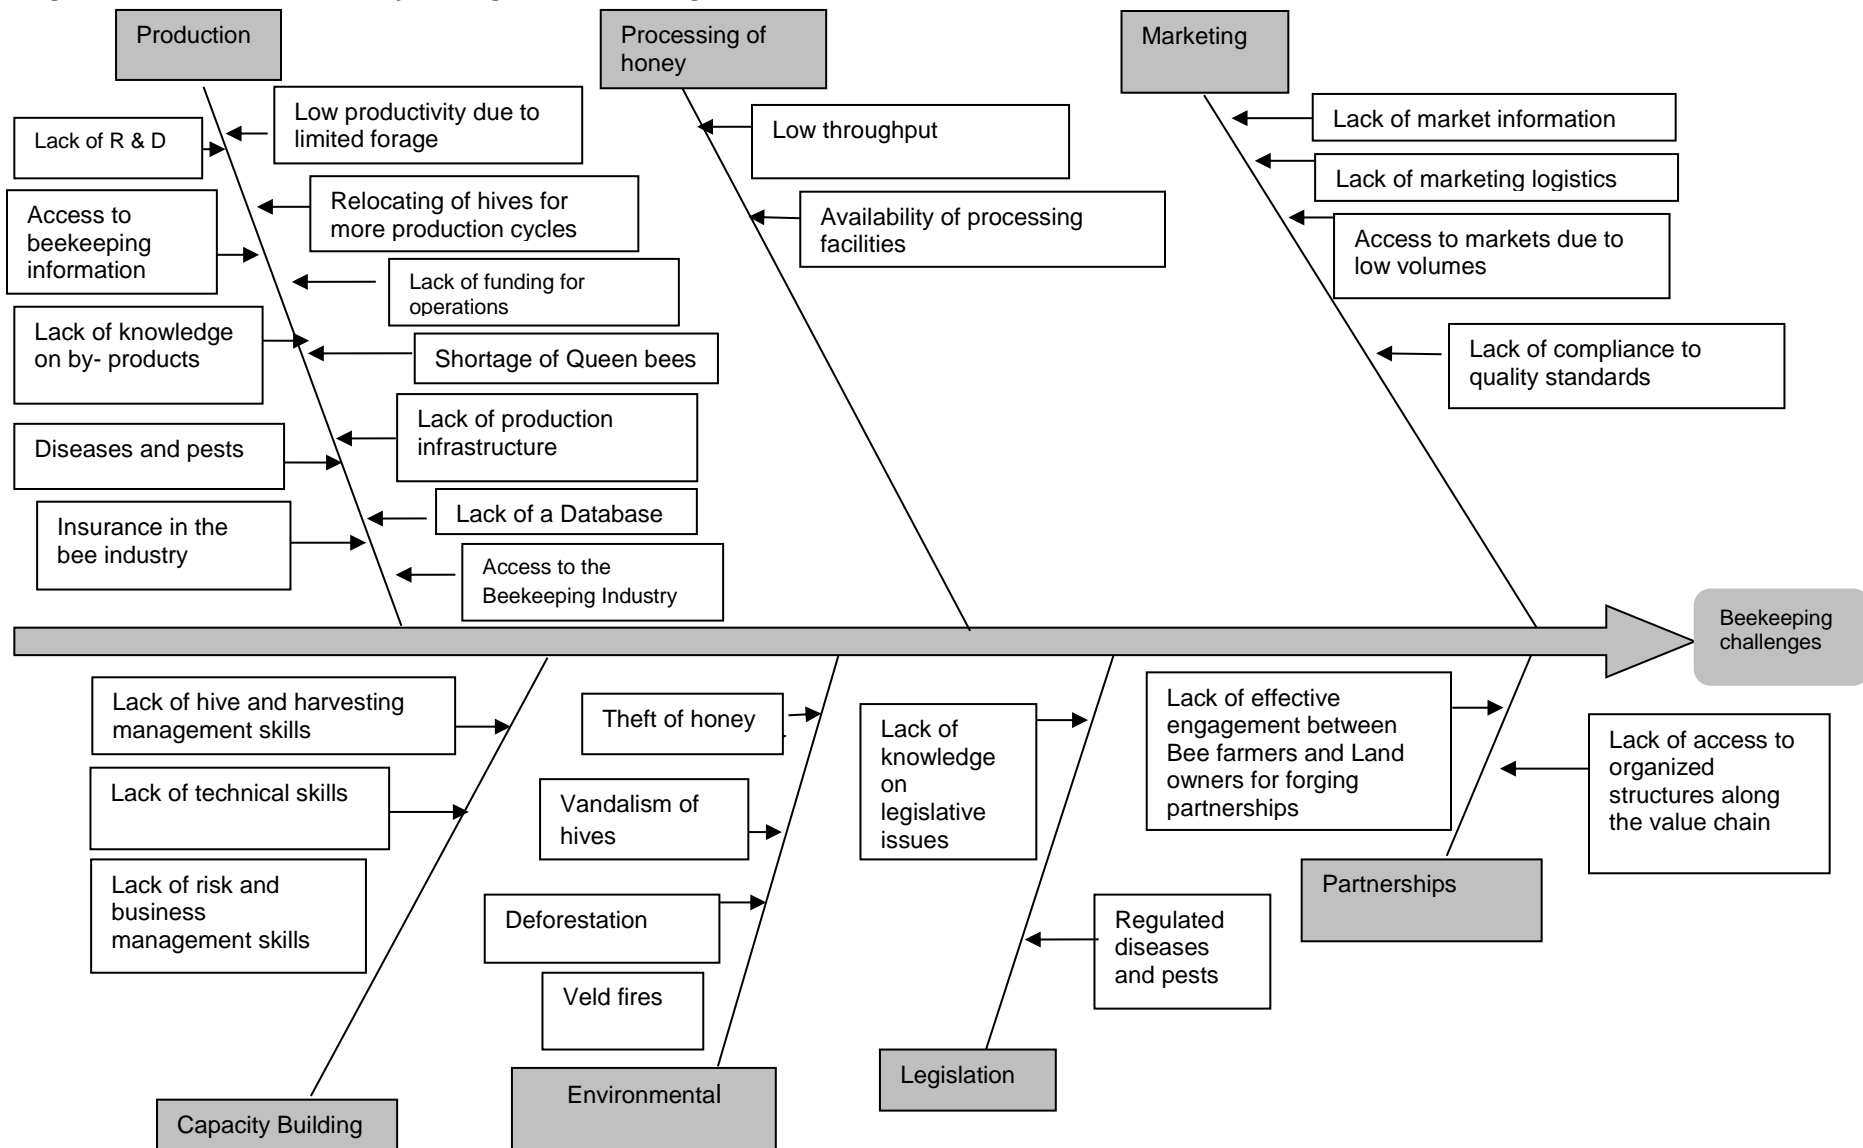 Production
Processing of
honey
Marketing
Lack of R & D
Low productivity due to
limited forage
Access to
beekeeping
information
Relocating of hives for
more production cycles
Lack of funding for
operations
Lack of knowledge
on by- products
Shortage of Queen bees
Lack of production
infrastructure
Diseases and pests
Lack of a Database
Insurance in the
bee industry
Access to the
Beekeeping Industry
Low throughput
Availability of processing
facilities
Lack of market information
Lack of marketing logistics
Access to markets due to
low volumes
Lack of compliance to
quality standards
Beekeeping
challenges
Lack of hive and harvesting
management skills
Lack of technical skills
Lack of risk and
business
management skills
Capacity Building
Theft of honey
Vandalism of
hives
Deforestation
Veld fires
Environmental
Lack of
knowledge
on
legislative
issues
Regulated
diseases
and pests
Legislation
Lack of effective
engagement between
Bee farmers and Land
owners for forging
partnerships
Lack of access to
organized
structures along
the value chain
Partnerships